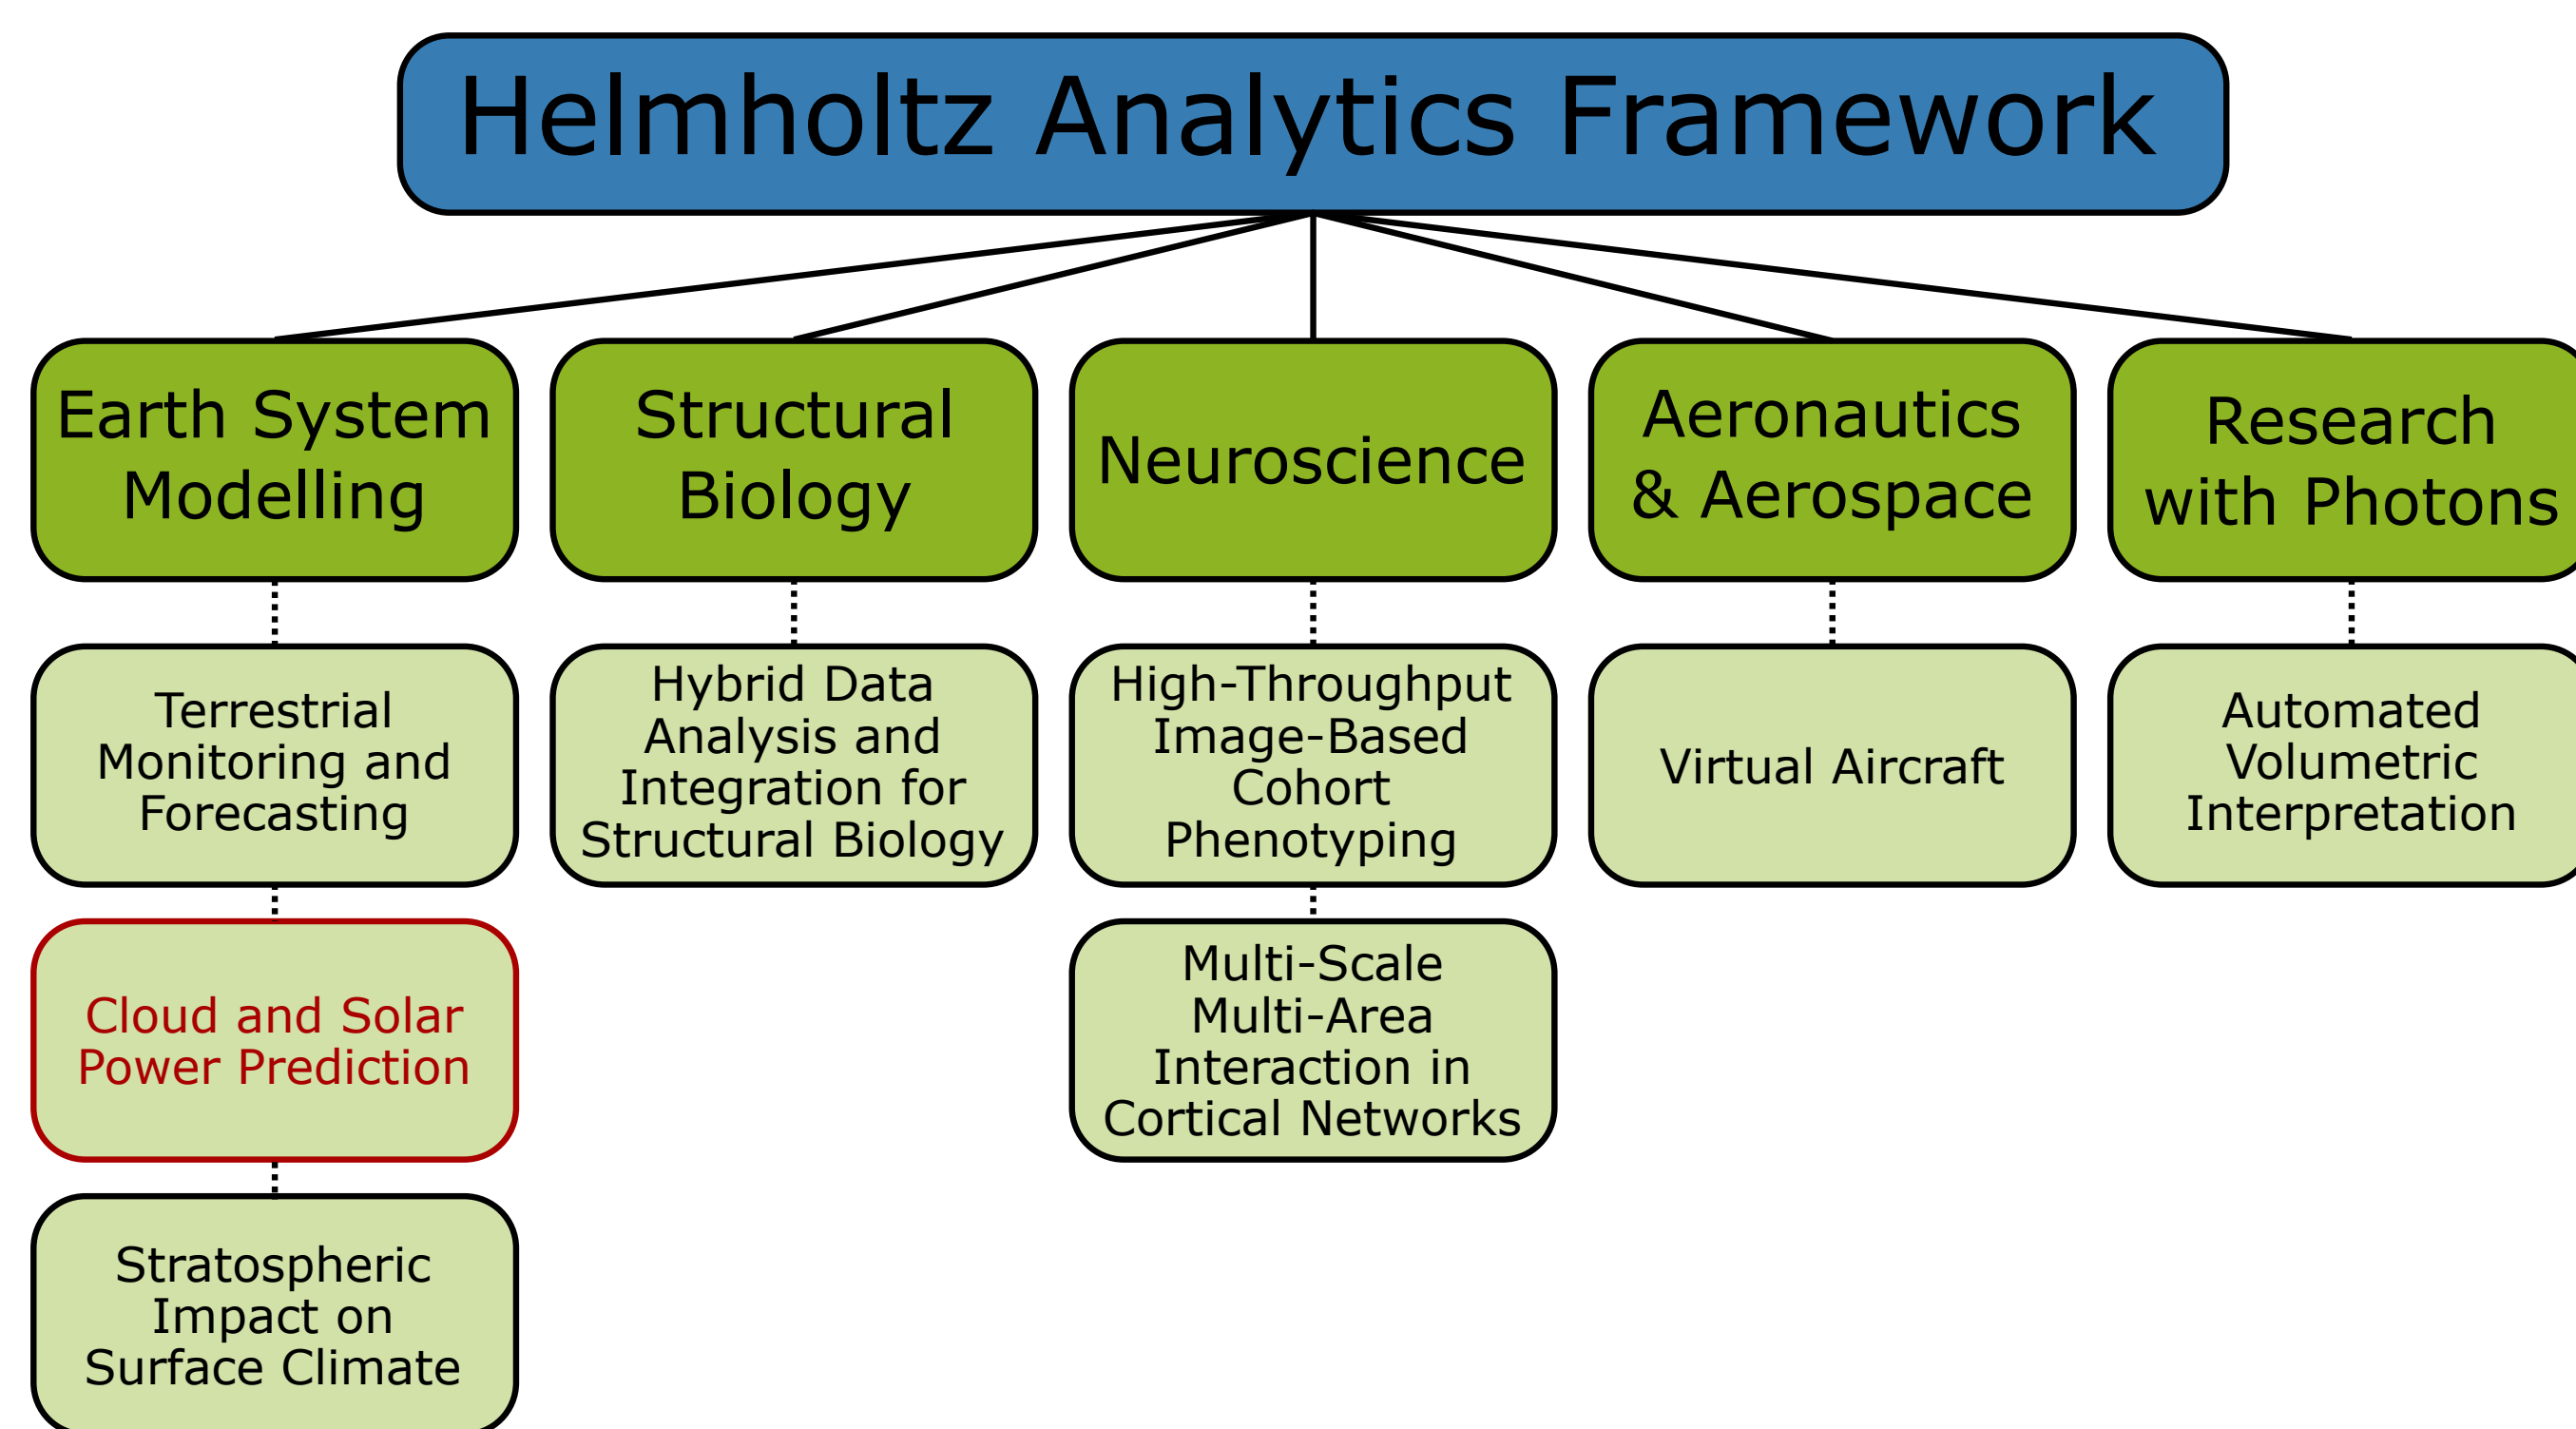 Helmholtz Analytics Framework
Earth System
Modelling
Structural
Biology
Neuroscience
Aeronautics
& Aerospace
Research
with Photons
Terrestrial
Monitoring and
Forecasting
Hybrid Data
Analysis and
Integration for
Structural Biology
High-Throughput
Image-Based
Cohort
Phenotyping
Virtual Aircraft
Automated
Volumetric
Interpretation
Cloud and Solar
Power Prediction
Multi-Scale
Multi-Area
Interaction in
Cortical Networks
Stratospheric
Impact on
Surface Climate